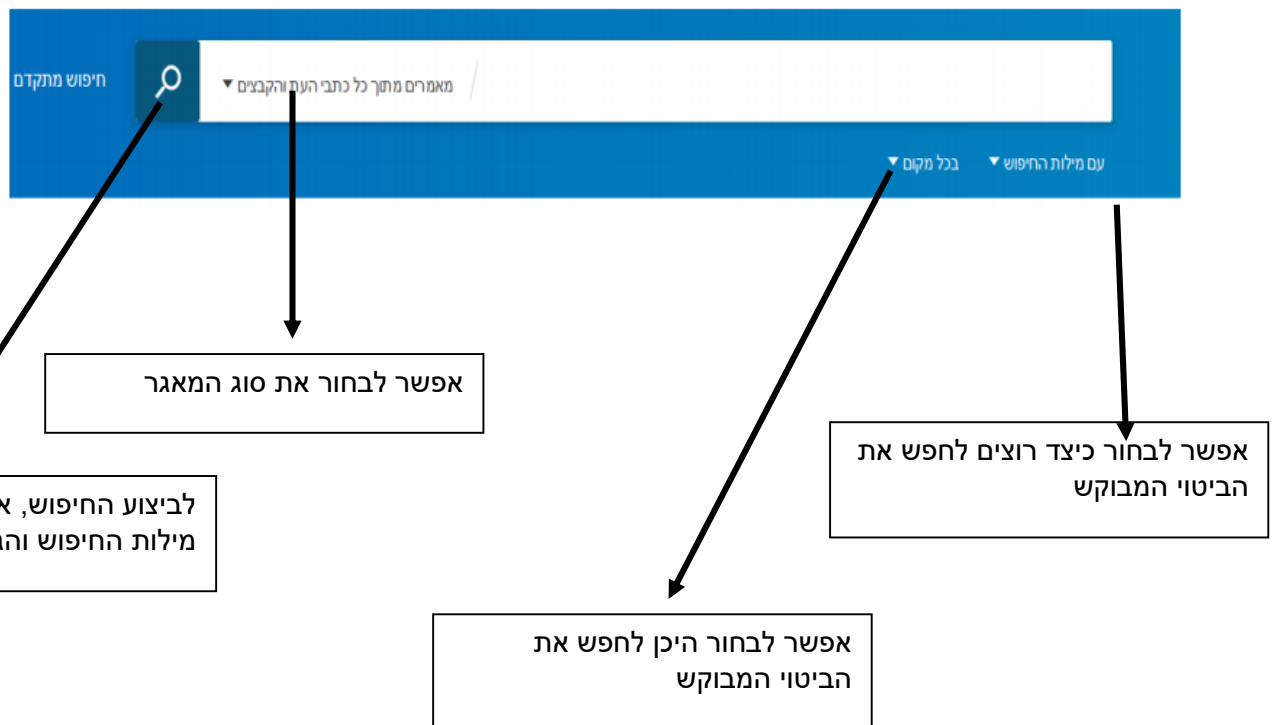 מאמרים מתוך כל כתבי העת והקבצים
חיפוש מתקדם
עם מילות החיפוש
בכל מקום
אפשר לבחור את סוג המאגר
אפשר לבחור כיצד רוצים לחפש את
הביטוי המבוקש
לביצוע החיפוש,
מילות החיפוש
אפשר לבחור היכן לחפש את
הביטוי המבוקש